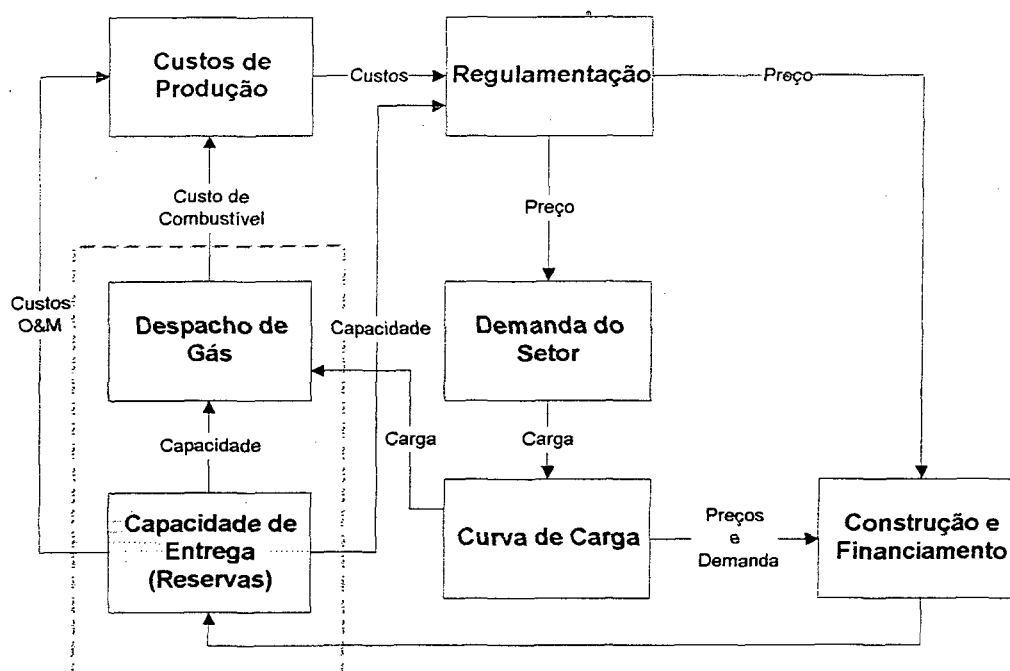 Custos de
Produção
Custos
Regulamentação
Preço
Custo de
Combustível
Preço
Custos
O&M
Despacho de
Gás
Capacidade
Demanda do
Setor
Capacidade
Carga
Carga
Capacidade de
Entrega
(Reservas)
Curva de Carga
Preços
e
Demanda
Construção e
Financiamento